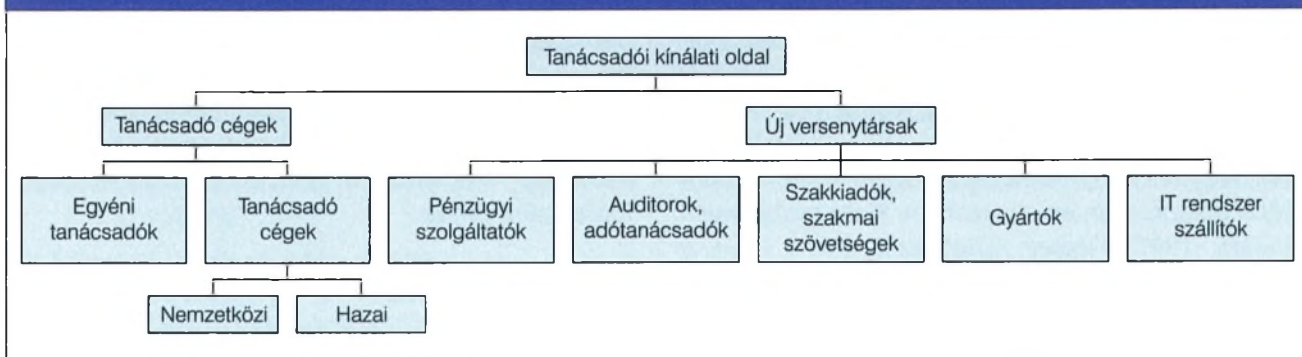 Tanácsadói kínálati oldal
Tanácsadó cégek
Új versenytársak
Egyéni
tanácsadók
Tanácsadó
cégek
Pénzügyi
szolgáltatók
Auditorok,
adótanácsadók
Szakkiadók,
szakmai
szövetségek
Gyártók
IT rendszer
szállítók
Nemzetközi
Hazai